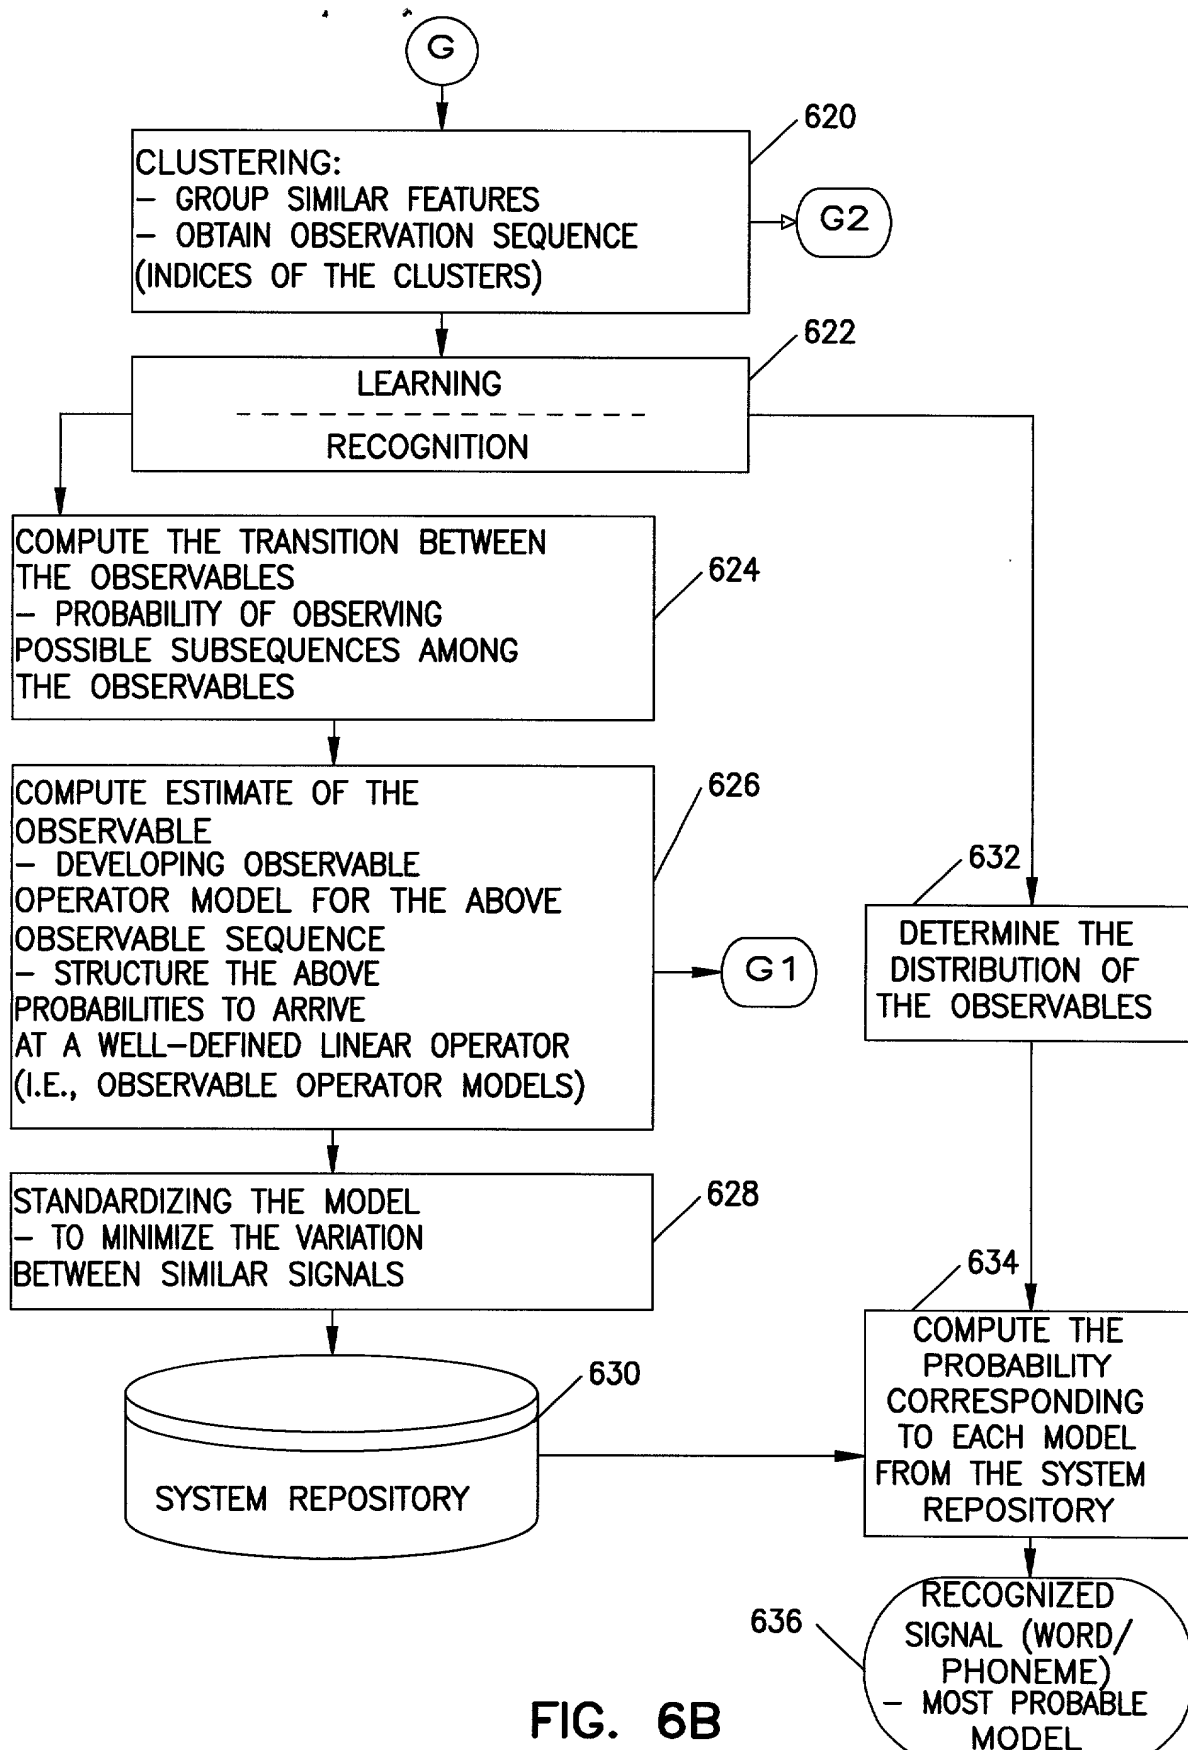 G
620
CLUSTERING:
– GROUP SIMILAR FEATURES
– OBTAIN OBSERVATION SEQUENCE
(INDICES OF THE CLUSTERS)
G2
622
LEARNING
RECOGNITION
COMPUTE THE TRANSITION BETWEEN
THE OBSERVABLES
– PROBABILITY OF OBSERVING
POSSIBLE SUBSEQUENCES AMONG
THE OBSERVABLES
624
COMPUTE ESTIMATE OF THE
OBSERVABLE
– DEVELOPING OBSERVABLE
OPERATOR MODEL FOR THE ABOVE
OBSERVABLE SEQUENCE
– STRUCTURE THE ABOVE
PROBABILITIES TO ARRIVE
AT A WELL–DEFINED LINEAR OPERATOR
(I.E., OBSERVABLE OPERATOR MODELS)
626
G1
STANDARDIZING THE MODEL
– TO MINIMIZE THE VARIATION
BETWEEN SIMILAR SIGNALS
628
630
SYSTEM REPOSITORY
632
DETERMINE THE
DISTRIBUTION OF
THE OBSERVABLES
634
COMPUTE THE
PROBABILITY
CORRESPONDING
TO EACH MODEL
FROM THE SYSTEM
REPOSITORY
636
RECOGNIZED
SIGNAL (WORD/
PHONEME)
– MOST PROBABLE
MODEL
FIG. 6B